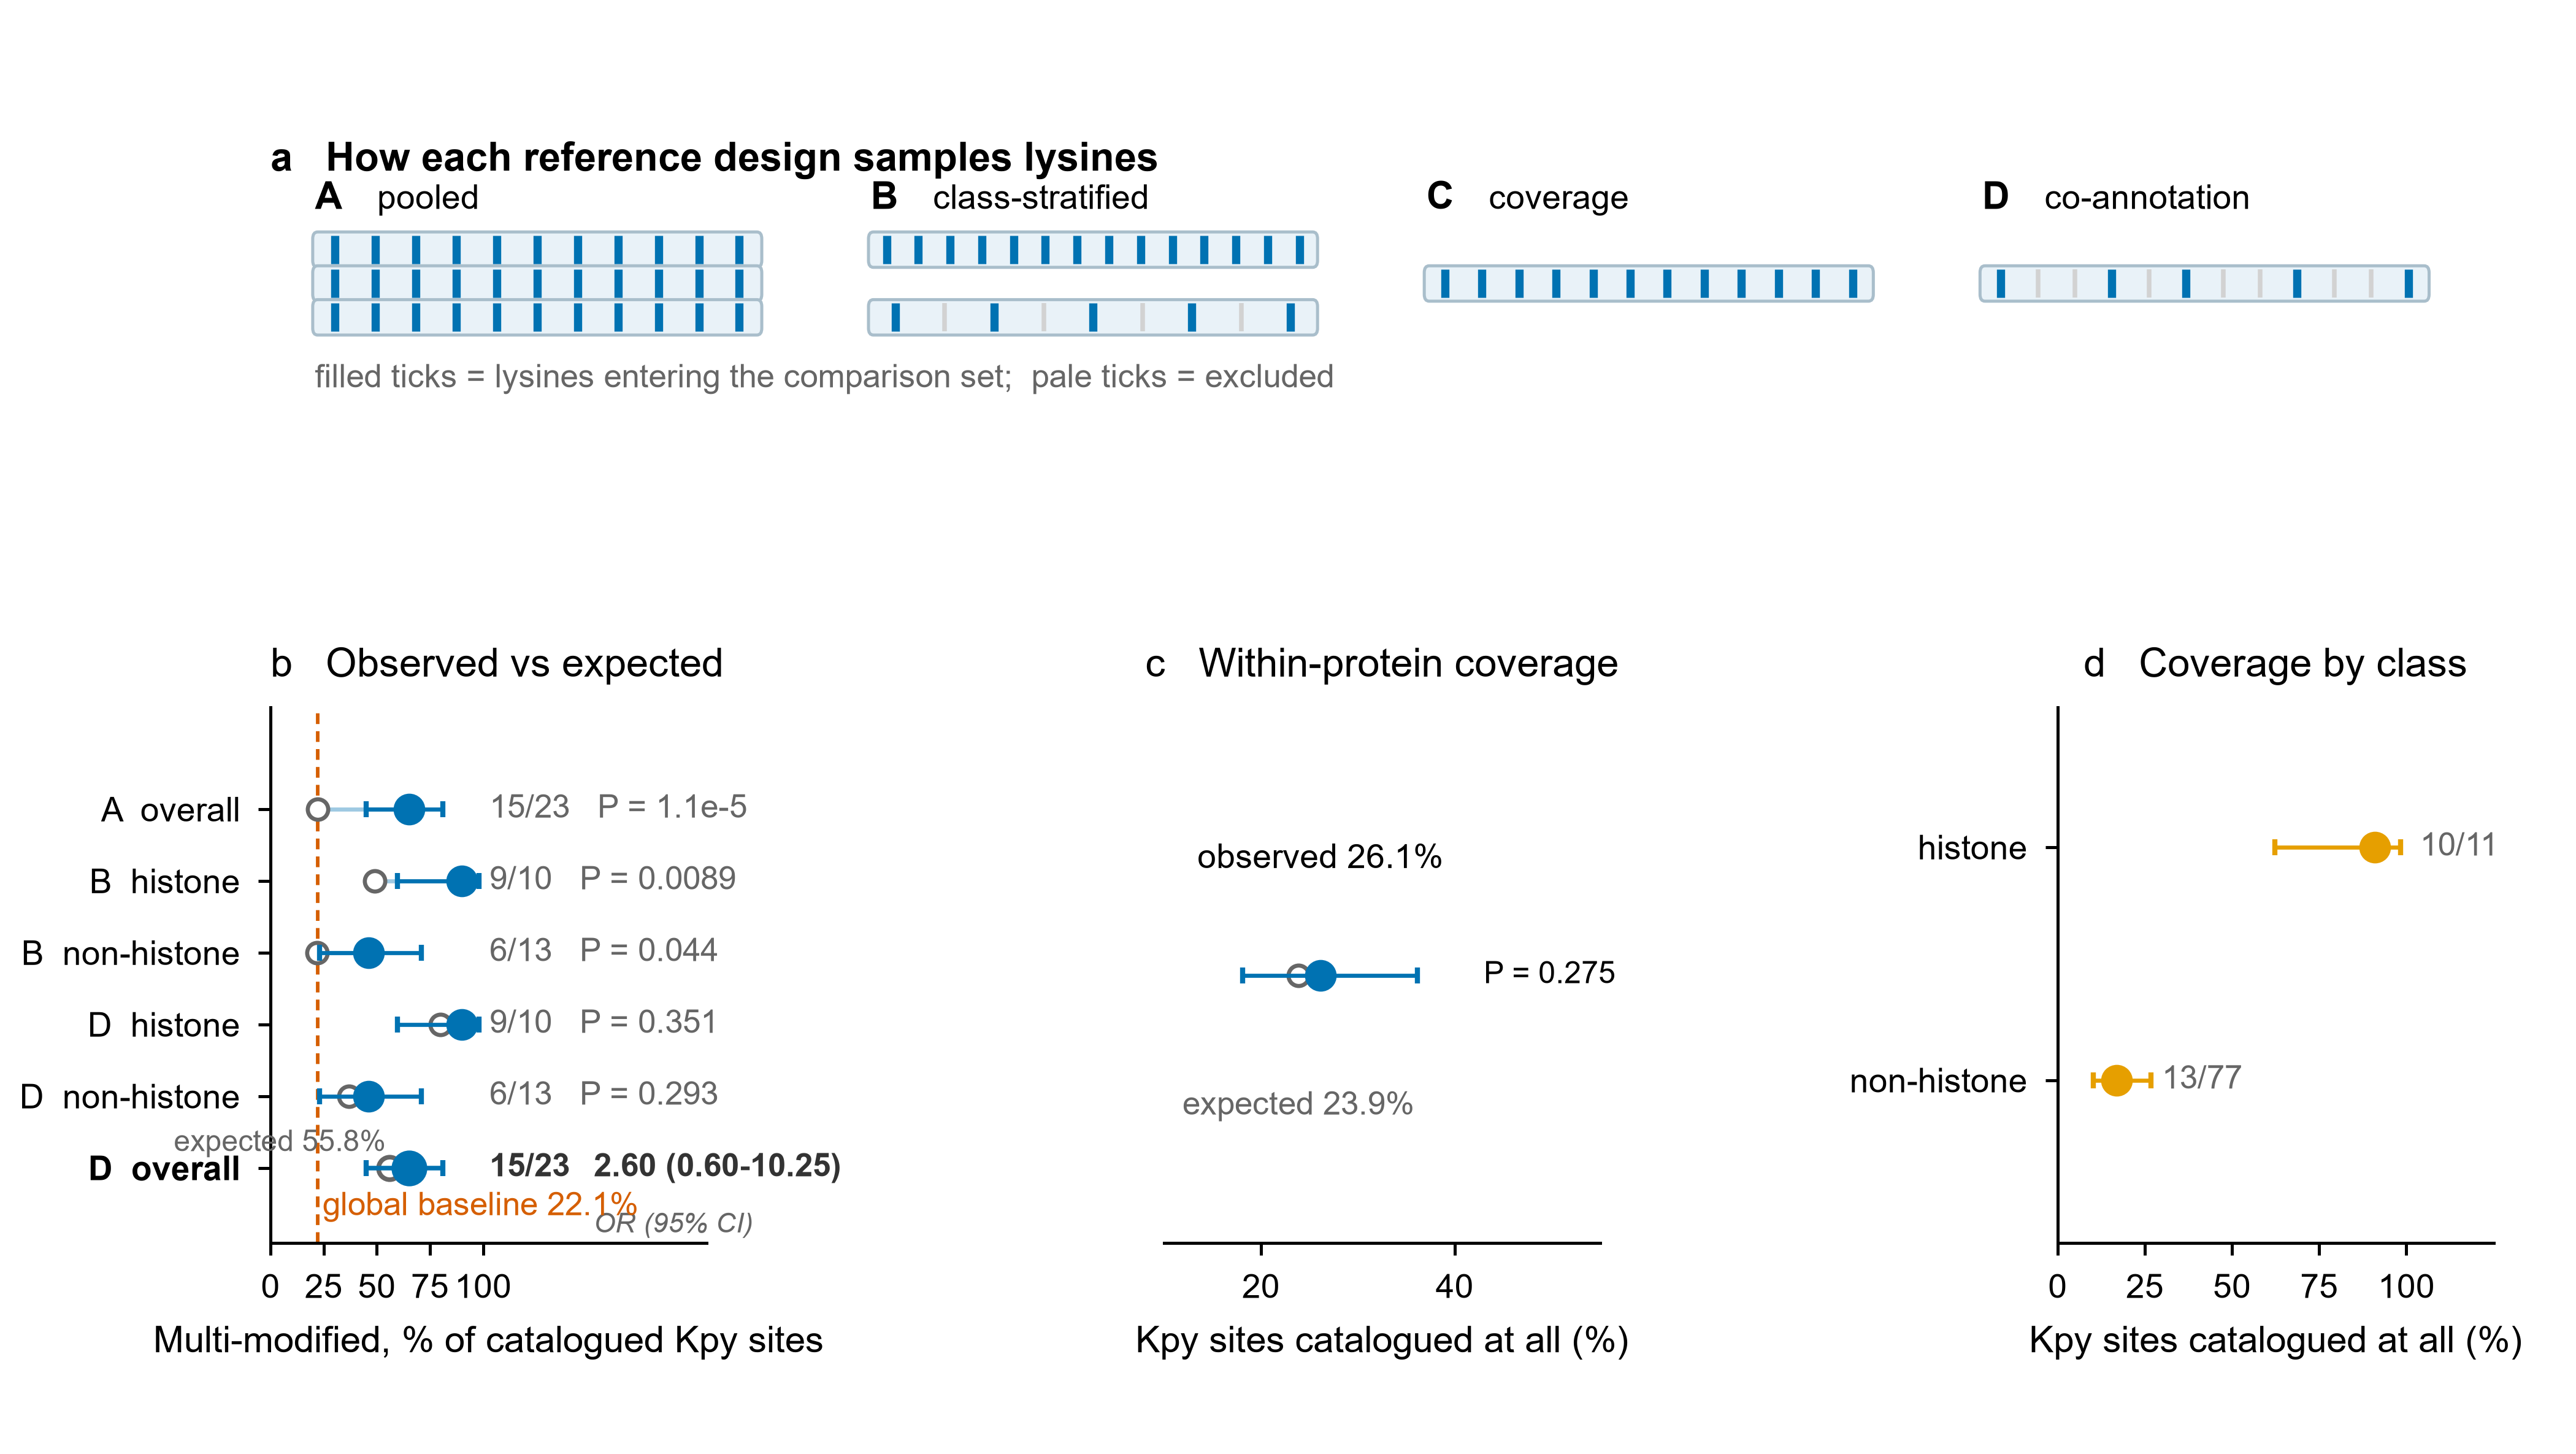 a How each reference design samples lysines
A pooled
B class-stratified
C coverage
D co-annotation
filled ticks = lysines entering the comparison set; pale ticks = excluded
b Observed vs expected
A overall
15/23 P = 1.1e-5
B histone
9/10 P = 0.0089
B non-histone
6/13 P = 0.044
D histone
9/10 P = 0.351
D non-histone
6/13 P = 0.293
expected 55.8%
D overall
15/23 2.60 (0.60-10.25)
global baseline 22.1%
OR (95% CI)
0 25 50 75 100
Multi-modified, % of catalogued Kpy sites
c Within-protein coverage
observed 26.1%
P = 0.275
expected 23.9%
20 40
Kpy sites catalogued at all (%)
d Coverage by class
histone
10/11
non-histone
13/77
0 25 50 75 100
Kpy sites catalogued at all (%)